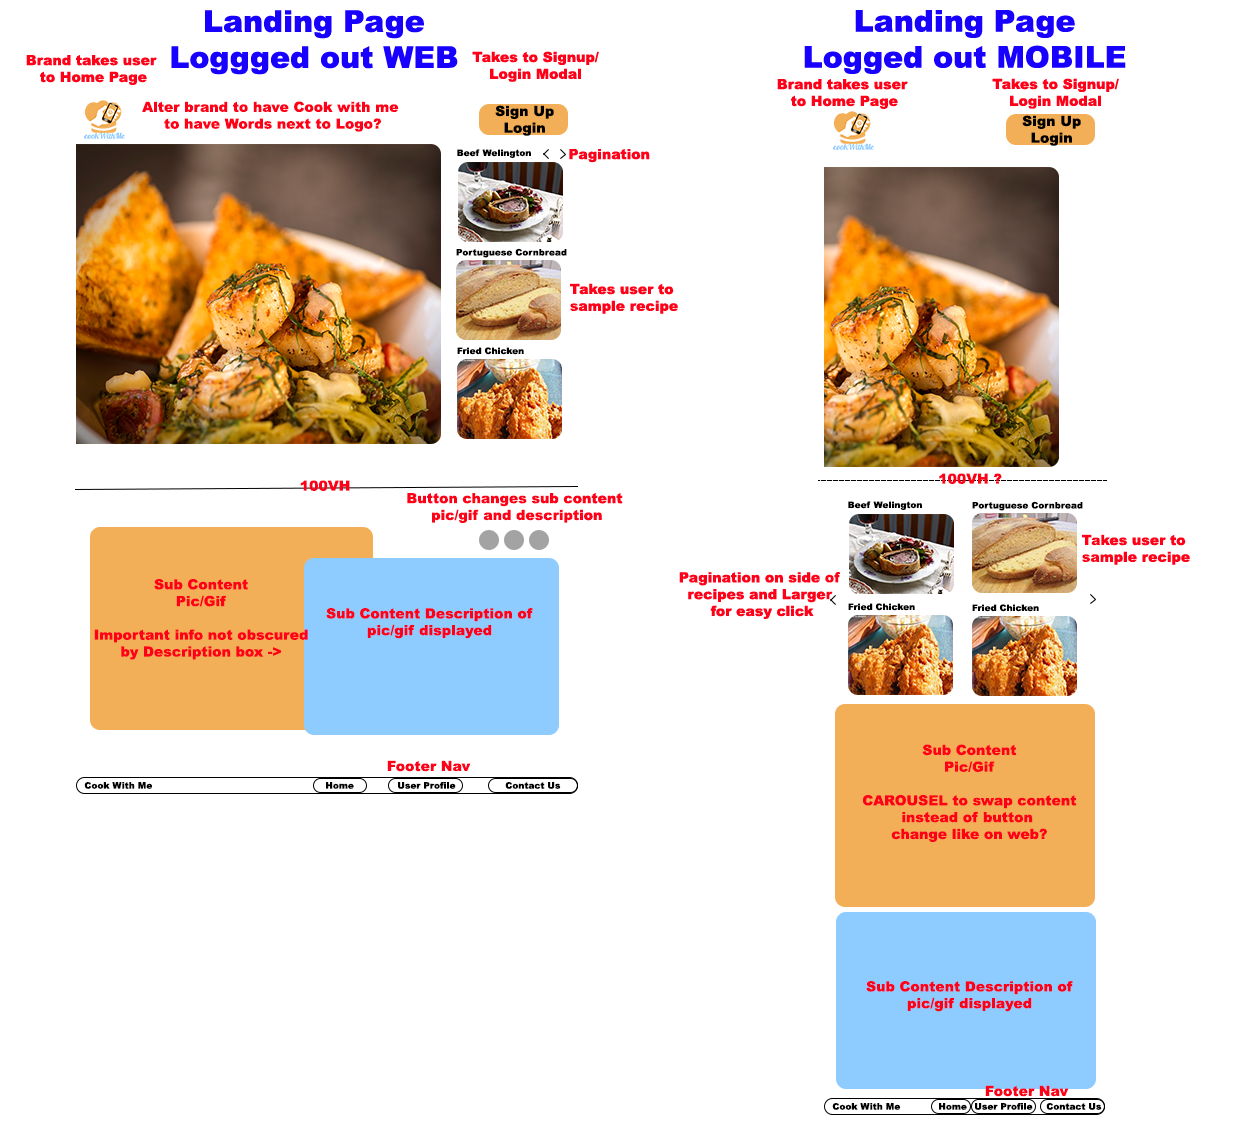 Landing Page
Loggged out WEB
Brand takes user
to Home Page
Takes to Signup/
Login Modal
cook With Me
Alter brand to have Cook with me
to have Words next to Logo?
Sign Up
Login
Beef Welington
< >
Pagination
Portuguese Cornbread
Takes user to
sample recipe
Fried Chicken
100VH
Button changes sub content
pic/gif and description
Sub Content
Pic/Gif
Important info not obscured
by Description box ->
Sub Content Description of
pic/gif displayed
Footer Nav
Cook With Me
Home
User Profile
Contact Us
Landing Page
Logged out MOBILE
Brand takes user
to Home Page
Takes to Signup/
Login Modal
cook With Me
Sign Up
Login
100VH ?
Beef Welington
Portuguese Cornbread
Takes user to
sample recipe
Pagination on side of
recipes and Larger
for easy click
< >
Fried Chicken
Fried Chicken
Sub Content
Pic/Gif
CAROUSEL to swap content
instead of button
change like on web?
Sub Content Description of
pic/gif displayed
Footer Nav
Cook With Me
Home
User Profile
Contact Us